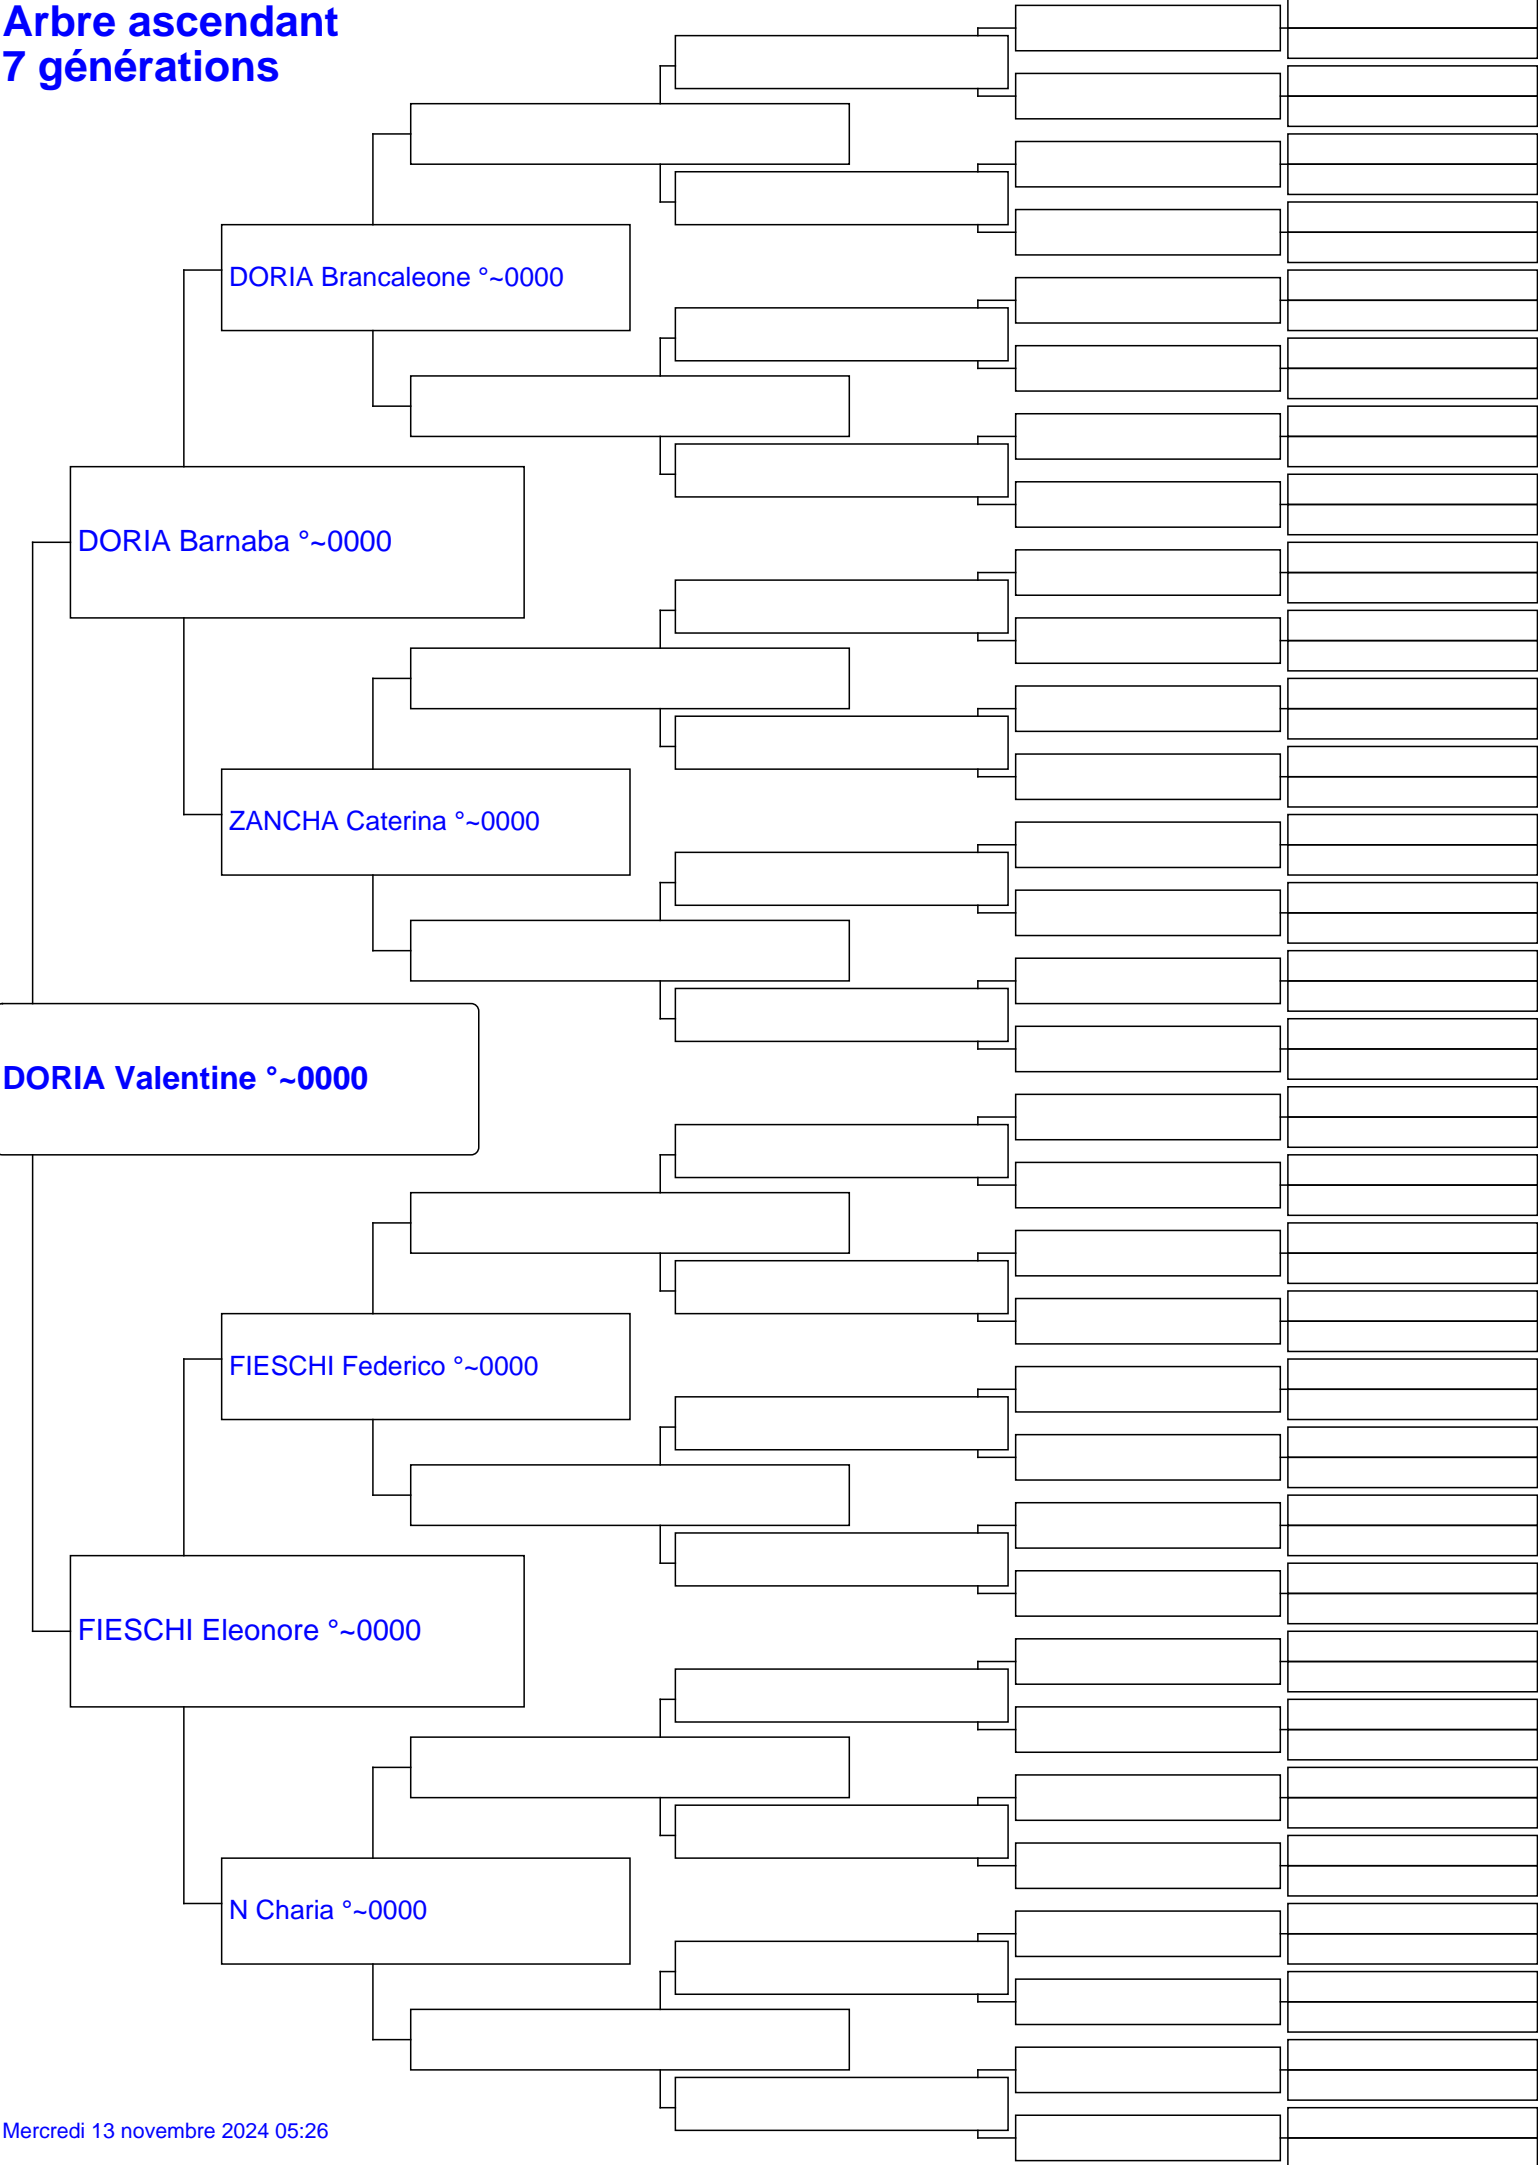 Arbre ascendant
7 générations
DORIA Brancaleone °~0000
DORIA Barnaba °~0000
ZANCHA Caterina °~0000
DORIA Valentine °~0000
FIESCHI Federico °~0000
FIESCHI Eleonore °~0000
N Charia °~0000
Mercredi 13 novembre 2024 05:26